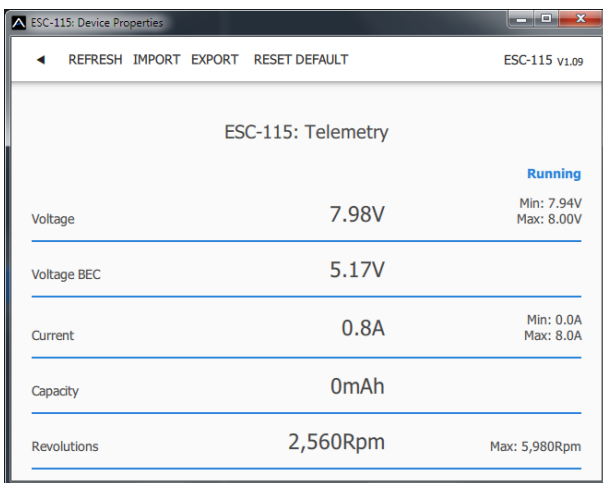 ESC-115: Device Properties
REFRESH IMPORT EXPORT RESET DEFAULT ESC-115 V1.09
ESC-115: Telemetry
Running
Voltage 7.98V Min: 7.94V
Max: 8.00V
Voltage BEC 5.17V
Current 0.8A Min: 0.0A
Max: 8.0A
Capacity 0mAh
Revolutions 2,560Rpm Max: 5,980Rpm